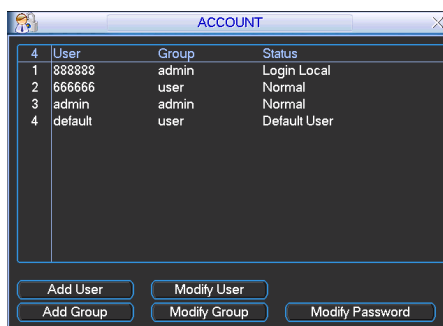 ACCOUNT
4 User Group Status
1 888888 admin Login Local
2 666666 user Normal
3 admin admin Normal
4 default user Default User
Add User Modify User
Add Group Modify Group Modify Password